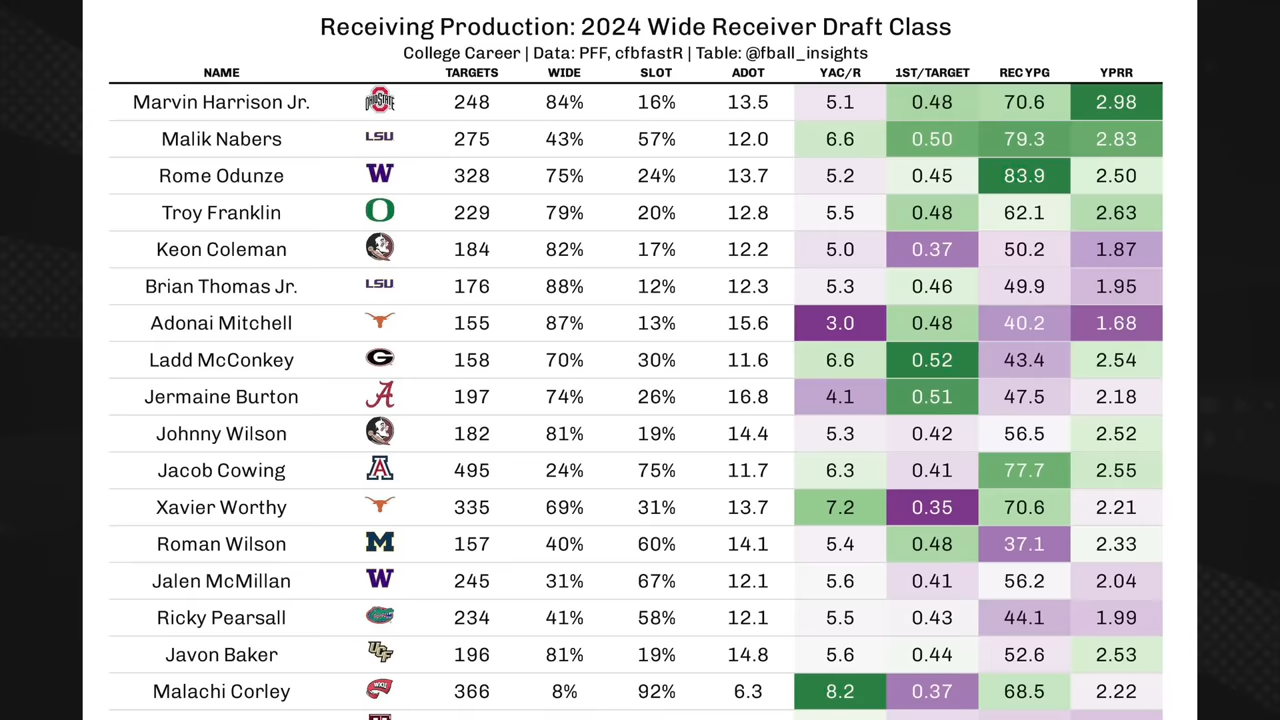 Receiving Production: 2024 Wide Receiver Draft Class
College Career | Data: PFF, cfbfastR | Table: @fball_insights
NAME TARGETS WIDE SLOT ADOT YAC/R 1ST/TARGET REC YPG YPRR
Marvin Harrison Jr. OHIO STATE 248 84% 16% 13.5 5.1 0.48 70.6 2.98
Malik Nabers LSU 275 43% 57% 12.0 6.6 0.50 79.3 2.83
Rome Odunze W 328 75% 24% 13.7 5.2 0.45 83.9 2.50
Troy Franklin O 229 79% 20% 12.8 5.5 0.48 62.1 2.63
Keon Coleman 184 82% 17% 12.2 5.0 0.37 50.2 1.87
Brian Thomas Jr. LSU 176 88% 12% 12.3 5.3 0.46 49.9 1.95
Adonai Mitchell 155 87% 13% 15.6 3.0 0.48 40.2 1.68
Ladd McConkey G 158 70% 30% 11.6 6.6 0.52 43.4 2.54
Jermaine Burton A 197 74% 26% 16.8 4.1 0.51 47.5 2.18
Johnny Wilson 182 81% 19% 14.4 5.3 0.42 56.5 2.52
Jacob Cowing A 495 24% 75% 11.7 6.3 0.41 77.7 2.55
Xavier Worthy 335 69% 31% 13.7 7.2 0.35 70.6 2.21
Roman Wilson M 157 40% 60% 14.1 5.4 0.48 37.1 2.33
Jalen McMillan W 245 31% 67% 12.1 5.6 0.41 56.2 2.04
Ricky Pearsall 234 41% 58% 12.1 5.5 0.43 44.1 1.99
Javon Baker UCF 196 81% 19% 14.8 5.6 0.44 52.6 2.53
Malachi Corley WKU 366 8% 92% 6.3 8.2 0.37 68.5 2.22